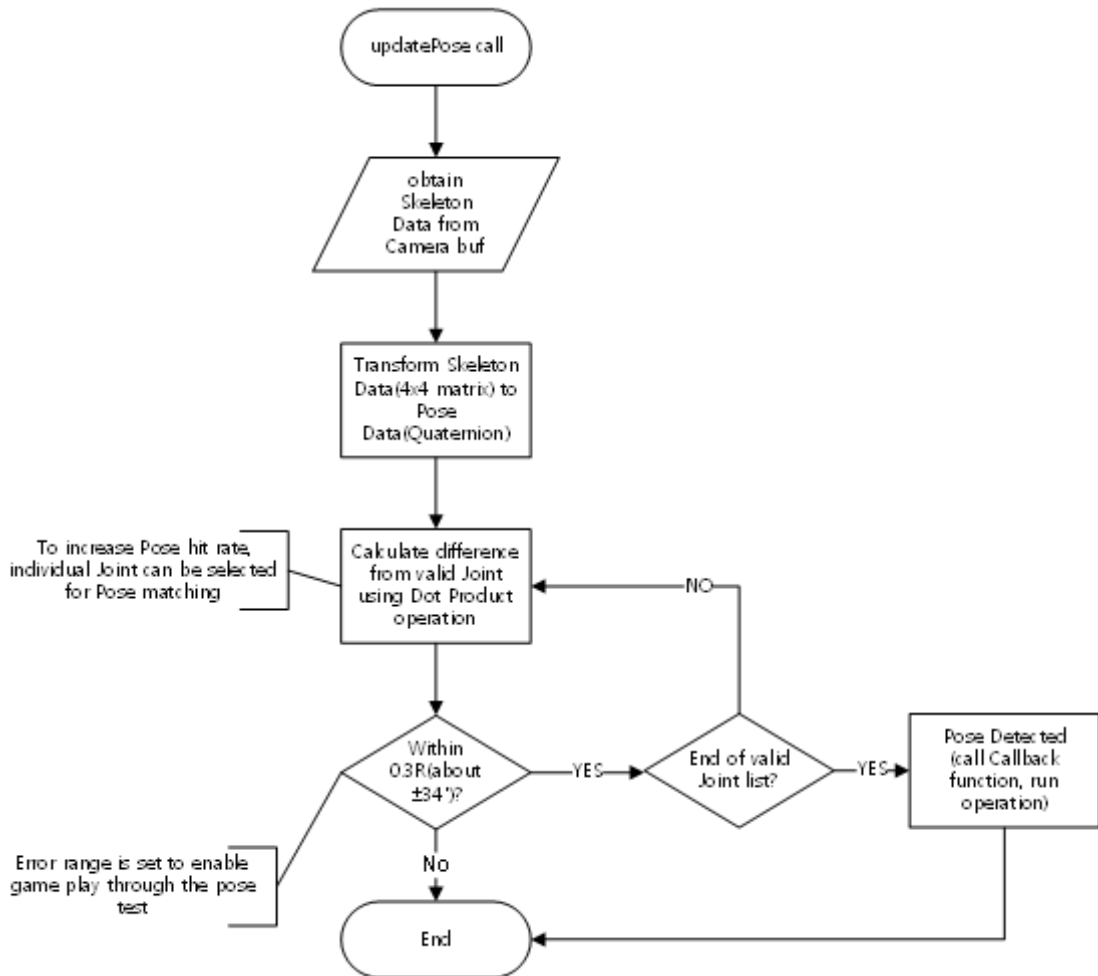 updatePose call
obtain
Skeleton
Data from
Camera buf
Transform Skeleton
Data(4x4 matrix) to
Pose
Data(Quaternion)
To increase Pose hit rate,
individual Joint can be selected
for Pose matching
Calculate difference
from valid Joint
using Dot Product
operation
NO
Within
0.3R(about
±34°)?
YES
End of valid
Joint list?
YES
Pose Detected
(call Callback
function, run
operation)
Error range is set to enable
game play through the pose
test
No
End